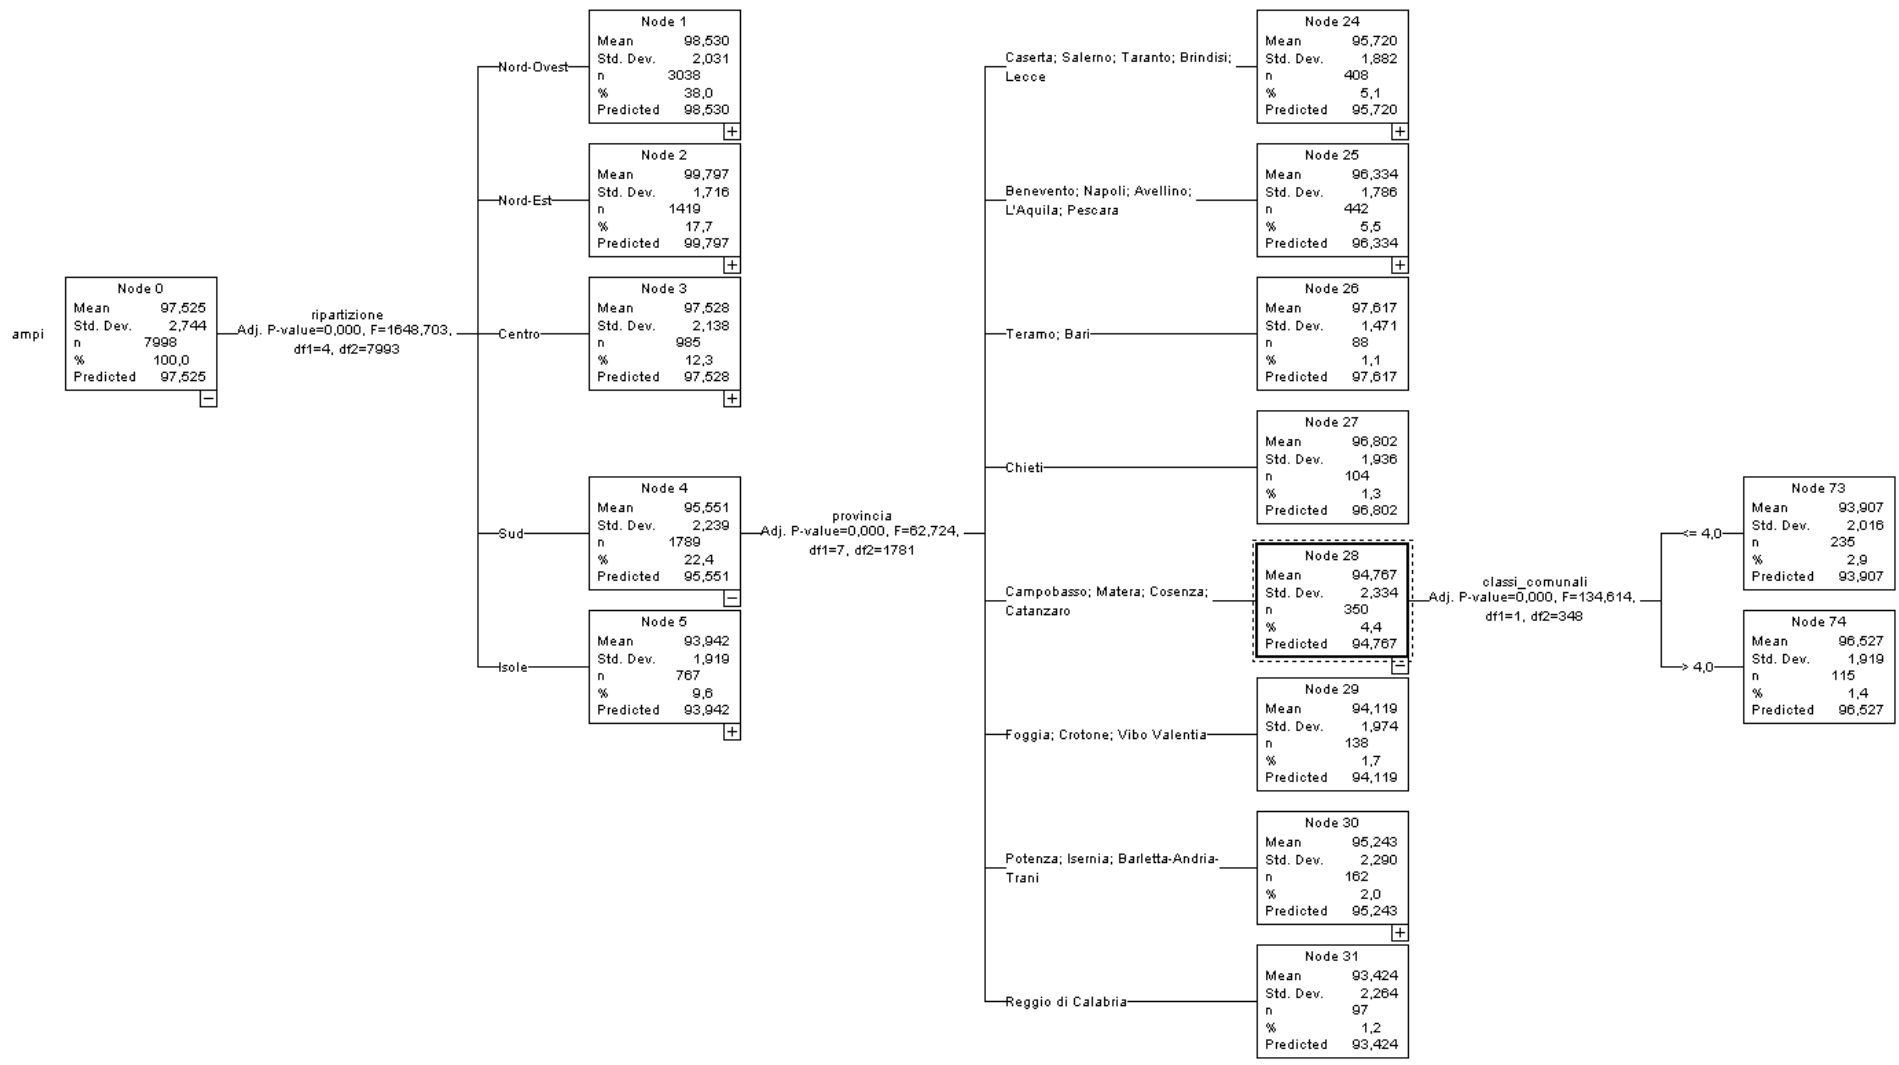 ampi
Node 0
Mean 97,525
Std. Dev. 2,744
n 7998
% 100,0
Predicted 97,525
ripartizione
Adj. P-value=0,000, F=1648,703,
df1=4, df2=7993
Nord-Ovest
Node 1
Mean 98,530
Std. Dev. 2,031
n 3038
% 38,0
Predicted 98,530
Nord-Est
Node 2
Mean 99,797
Std. Dev. 1,716
n 1419
% 17,7
Predicted 99,797
Centro
Node 3
Mean 97,528
Std. Dev. 2,138
n 985
% 12,3
Predicted 97,528
Sud
Node 4
Mean 95,551
Std. Dev. 2,239
n 1789
% 22,4
Predicted 95,551
Isole
Node 5
Mean 93,942
Std. Dev. 1,919
n 767
% 9,6
Predicted 93,942
provincia
Adj. P-value=0,000, F=62,724,
df1=7, df2=1781
Caserta; Salerno; Taranto; Brindisi;
Lecce
Node 24
Mean 95,720
Std. Dev. 1,882
n 408
% 5,1
Predicted 95,720
Benevento; Napoli; Avellino;
L'Aquila; Pescara
Node 25
Mean 96,334
Std. Dev. 1,786
n 442
% 5,5
Predicted 96,334
Teramo; Bari
Node 26
Mean 97,617
Std. Dev. 1,471
n 88
% 1,1
Predicted 97,617
Chieti
Node 27
Mean 96,802
Std. Dev. 1,936
n 104
% 1,3
Predicted 96,802
Campobasso; Matera; Cosenza;
Catanzaro
Node 28
Mean 94,767
Std. Dev. 2,334
n 350
% 4,4
Predicted 94,767
Foggia; Crotone; Vibo Valentia
Node 29
Mean 94,119
Std. Dev. 1,974
n 138
% 1,7
Predicted 94,119
Potenza; Isernia; Barletta-Andria-
Trani
Node 30
Mean 95,243
Std. Dev. 2,290
n 162
% 2,0
Predicted 95,243
Reggio di Calabria
Node 31
Mean 93,424
Std. Dev. 2,264
n 97
% 1,2
Predicted 93,424
classi_comunali
Adj. P-value=0,000, F=134,614,
df1=1, df2=348
<= 4,0
Node 73
Mean 93,907
Std. Dev. 2,016
n 235
% 2,9
Predicted 93,907
> 4,0
Node 74
Mean 96,527
Std. Dev. 1,919
n 115
% 1,4
Predicted 96,527